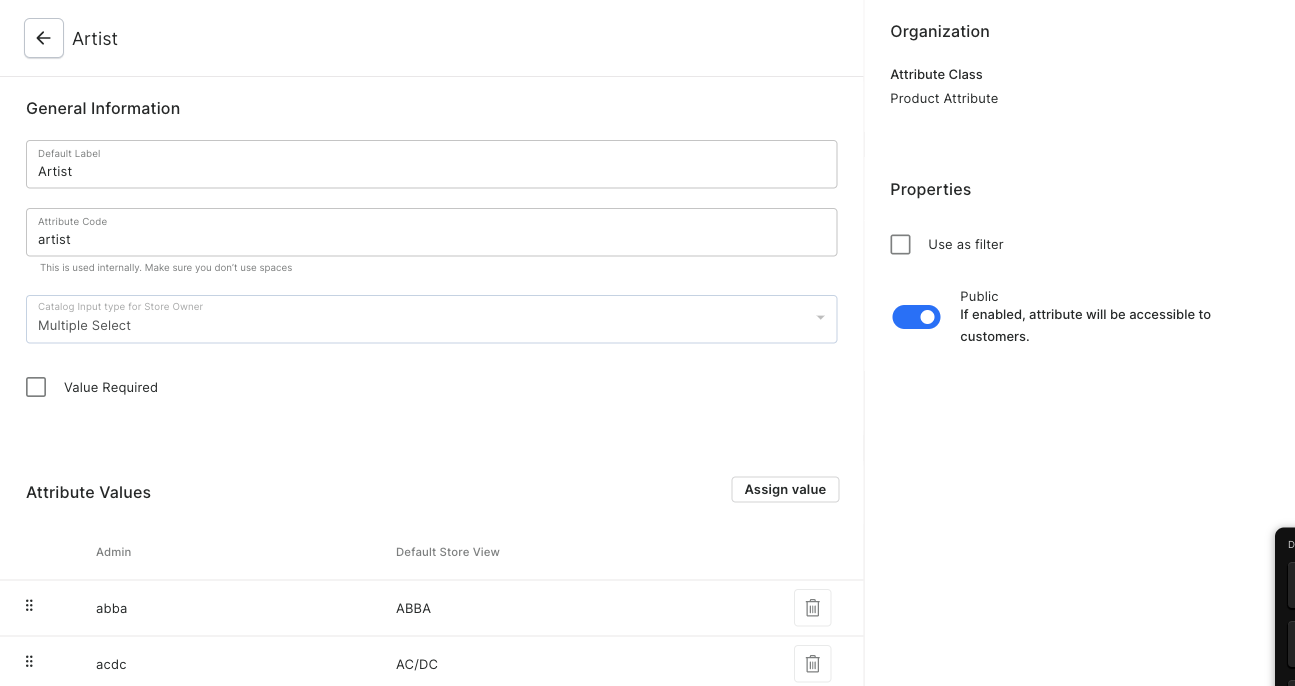 Artist
General Information
Default Label
Artist
Attribute Code
artist
This is used internally. Make sure you don't use spaces
Catalog Input type for Store Owner
Multiple Select
Value Required
Attribute Values
Assign value
Admin
Default Store View
abba
ABBA
acdc
AC/DC
Organization
Attribute Class
Product Attribute
Properties
Use as filter
Public
If enabled, attribute will be accessible to
customers.